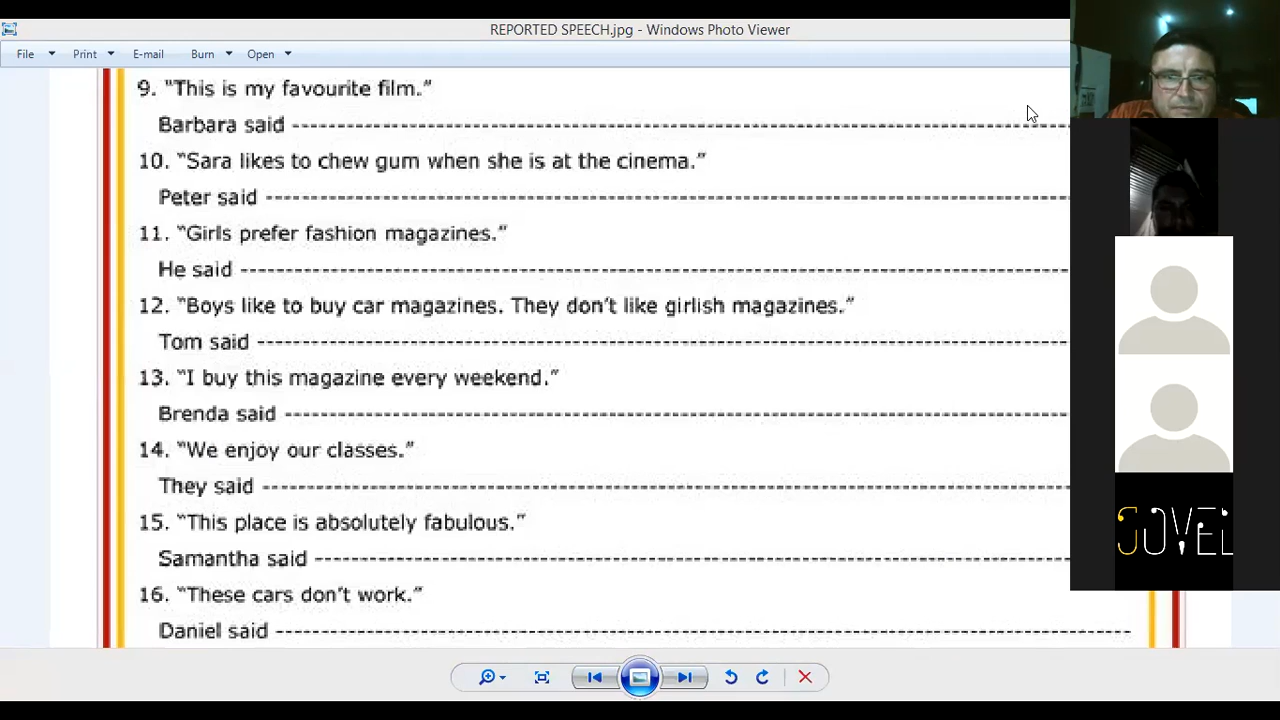 REPORTED SPEECH.jpg - Windows Photo Viewer
File Print E-mail Burn Open
9. "This is my favourite film."
Barbara said
10. "Sara likes to chew gum when she is at the cinema."
Peter said
11. "Girls prefer fashion magazines."
He said
12. "Boys like to buy car magazines. They don't like girlish magazines."
Tom said
13. "I buy this magazine every weekend."
Brenda said
14. "We enjoy our classes."
They said
15. "This place is absolutely fabulous."
Samantha said
16. "These cars don't work."
Daniel said